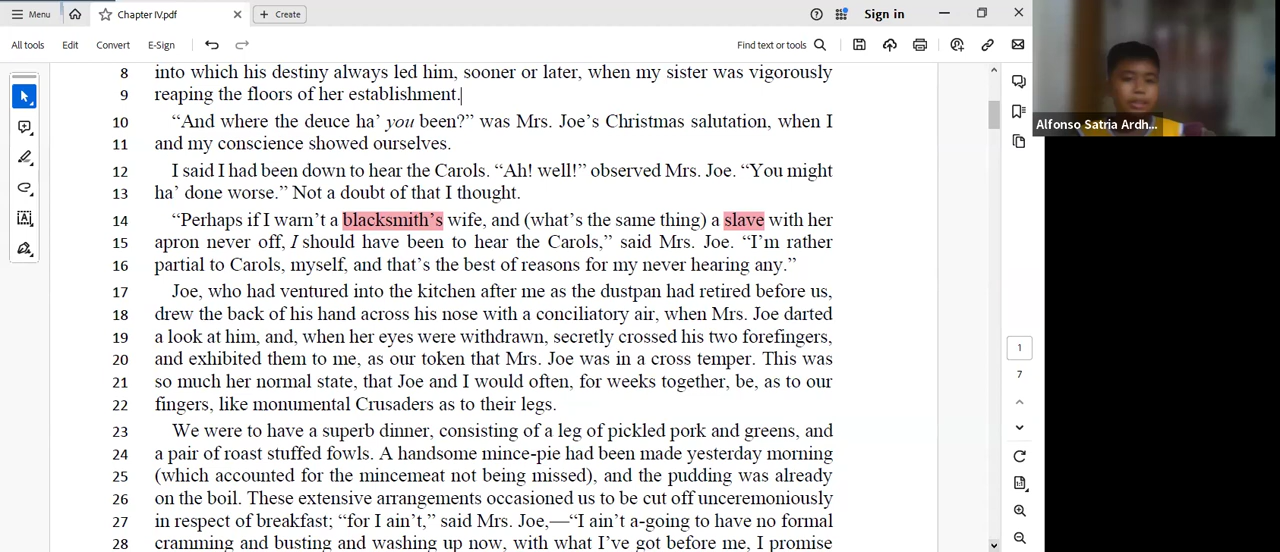 Menu
Chapter IV.pdf
Create
Sign in
All tools Edit Convert E-Sign
Find text or tools
8 into which his destiny always led him, sooner or later, when my sister was vigorously
9 reaping the floors of her establishment.
10 “And where the deuce ha’ you been?” was Mrs. Joe’s Christmas salutation, when I
11 and my conscience showed ourselves.
12 I said I had been down to hear the Carols. “Ah! well!” observed Mrs. Joe. “You might
13 ha’ done worse.” Not a doubt of that I thought.
14 “Perhaps if I warn’t a blacksmith’s wife, and (what’s the same thing) a slave with her
15 apron never off, I should have been to hear the Carols,” said Mrs. Joe. “I’m rather
16 partial to Carols, myself, and that’s the best of reasons for my never hearing any.”
17 Joe, who had ventured into the kitchen after me as the dustpan had retired before us,
18 drew the back of his hand across his nose with a conciliatory air, when Mrs. Joe darted
19 a look at him, and, when her eyes were withdrawn, secretly crossed his two forefingers,
20 and exhibited them to me, as our token that Mrs. Joe was in a cross temper. This was
21 so much her normal state, that Joe and I would often, for weeks together, be, as to our
22 fingers, like monumental Crusaders as to their legs.
23 We were to have a superb dinner, consisting of a leg of pickled pork and greens, and
24 a pair of roast stuffed fowls. A handsome mince-pie had been made yesterday morning
25 (which accounted for the mincemeat not being missed), and the pudding was already
26 on the boil. These extensive arrangements occasioned us to be cut off unceremoniously
27 in respect of breakfast; “for I ain’t,” said Mrs. Joe,—“I ain’t a-going to have no formal
28 cramming and busting and washing up now, with what I’ve got before me, I promise
1
7
Alfonso Satria Ardh...